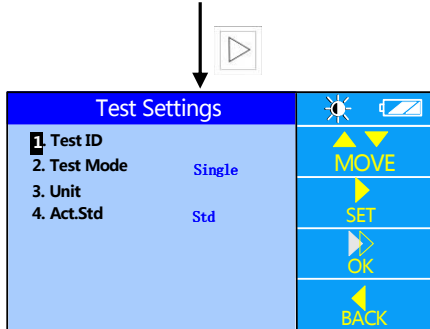 Test Settings
1. Test ID
2. Test Mode Single
3. Unit
4. Act.Std Std
MOVE
SET
OK
BACK